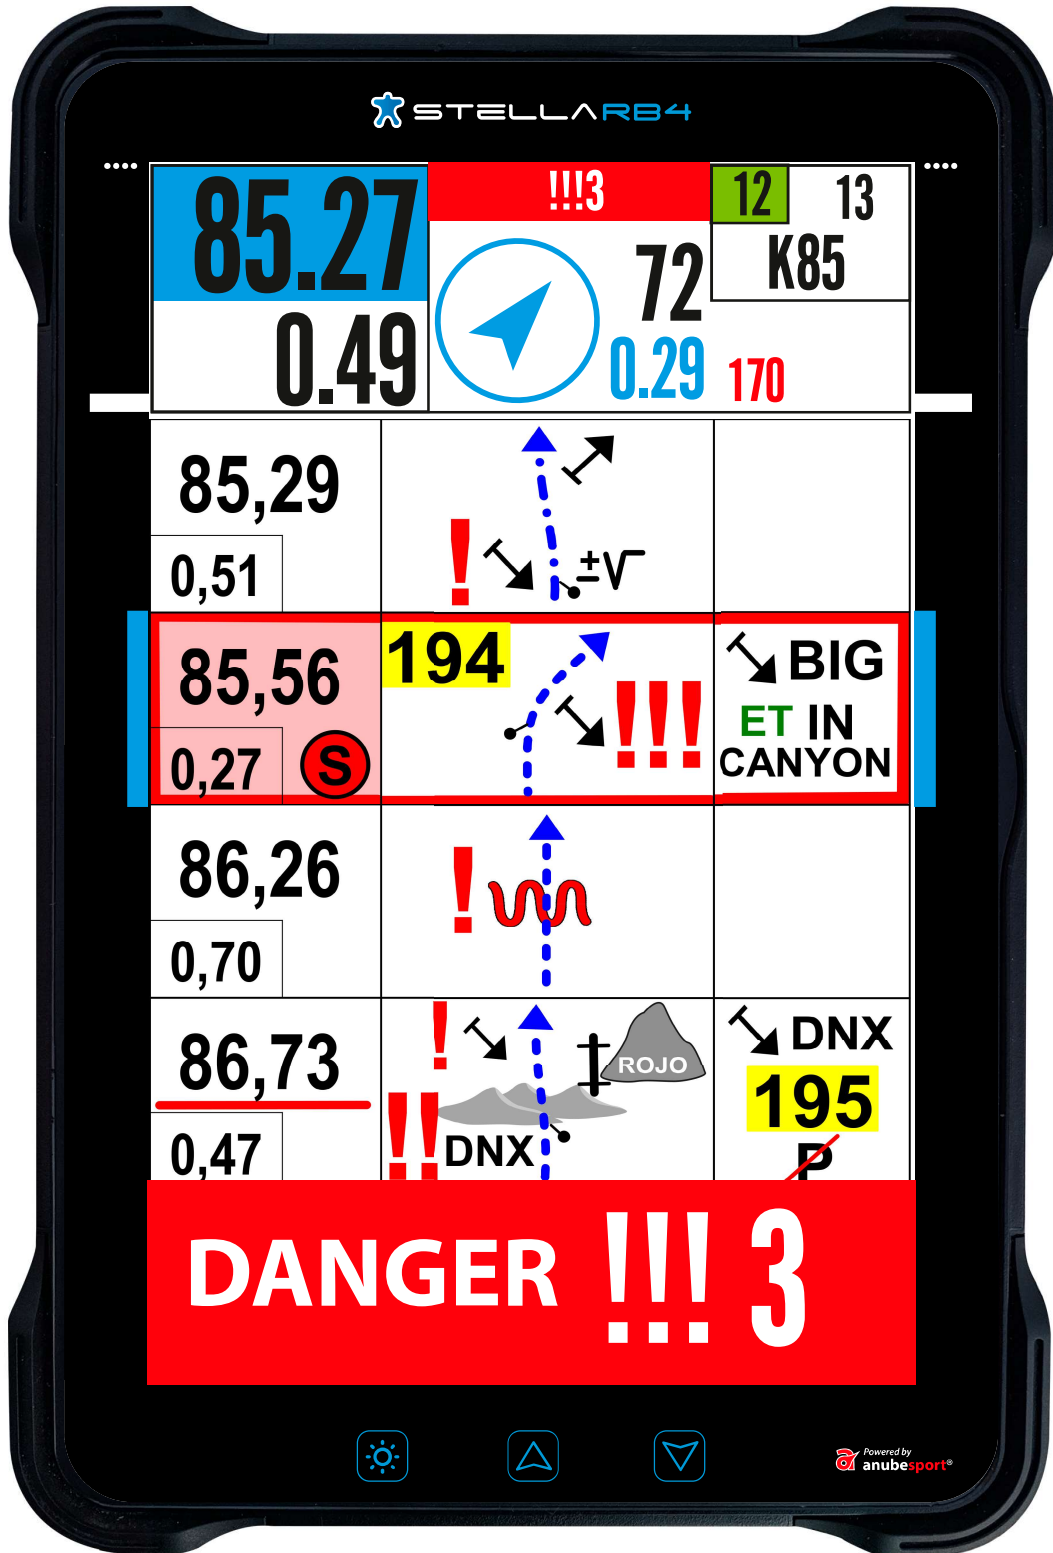 STELLARB4
85.27
0.49
!!!3
72
0.29
12 13
K85
170
85,29
0,51
!
±V
85,56
0,27
S
194
!!!
BIG
ET IN
CANYON
86,26
0,70
!
86,73
0,47
!
!!
DNX
ROJO
DNX
195
P
DANGER !!! 3
Powered by
anubesport®